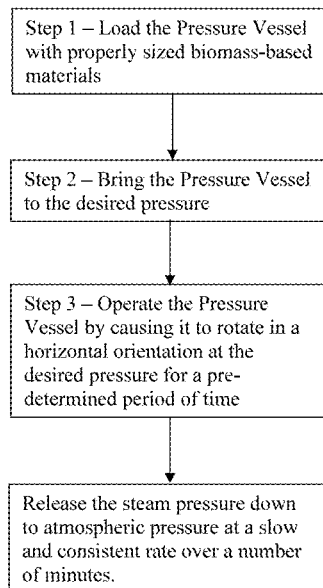 Step 1 – Load the Pressure Vessel
with properly sized biomass-based
materials
Step 2 – Bring the Pressure Vessel
to the desired pressure
Step 3 – Operate the Pressure
Vessel by causing it to rotate in a
horizontal orientation at the
desired pressure for a pre-
determined period of time
Release the steam pressure down
to atmospheric pressure at a slow
and consistent rate over a number
of minutes.